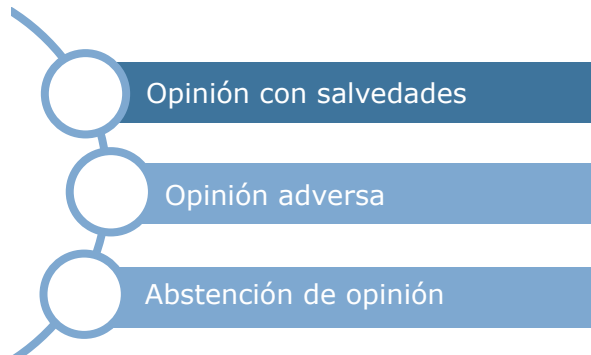 Opinión con salvedades
Opinión adversa
Abstención de opinión